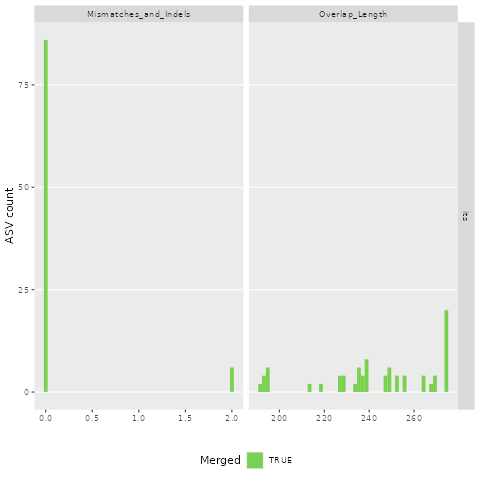 Mismatches_and_Indels
Overlap_Length
ASV count
75
50
25
0
its
0.0 0.5 1.0 1.5 2.0
200 220 240 260
Merged TRUE